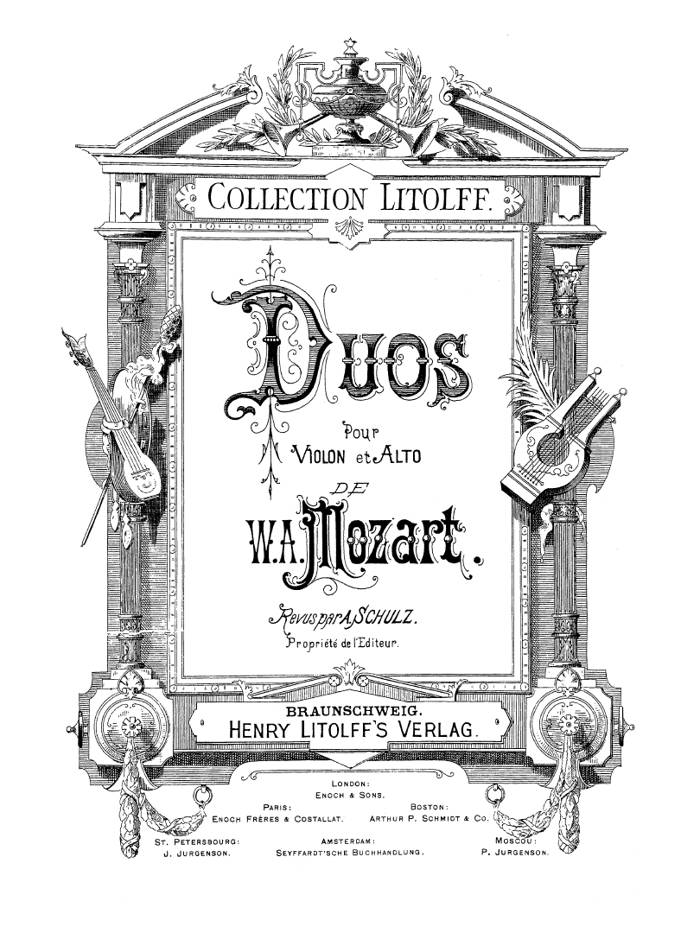 COLLECTION LITOLFF.
DUOS
POUR
VIOLON et ALTO
DE
W.A. Mozart.
REVUS PAR A. SCHULZ.
Propriété de l'Editeur.
BRAUNSCHWEIG.
HENRY LITOLFF'S VERLAG.
LONDON:
ENOCH & SONS.
PARIS:
ENOCH FRÈRES & COSTALLAT.
BOSTON:
ARTHUR P. SCHMIDT & CO.
ST. PETERSBOURG:
J. JURGENSON.
AMSTERDAM:
SEYFFARDT'SCHE BUCHHANDLUNG.
MOSCOU:
P. JURGENSON.